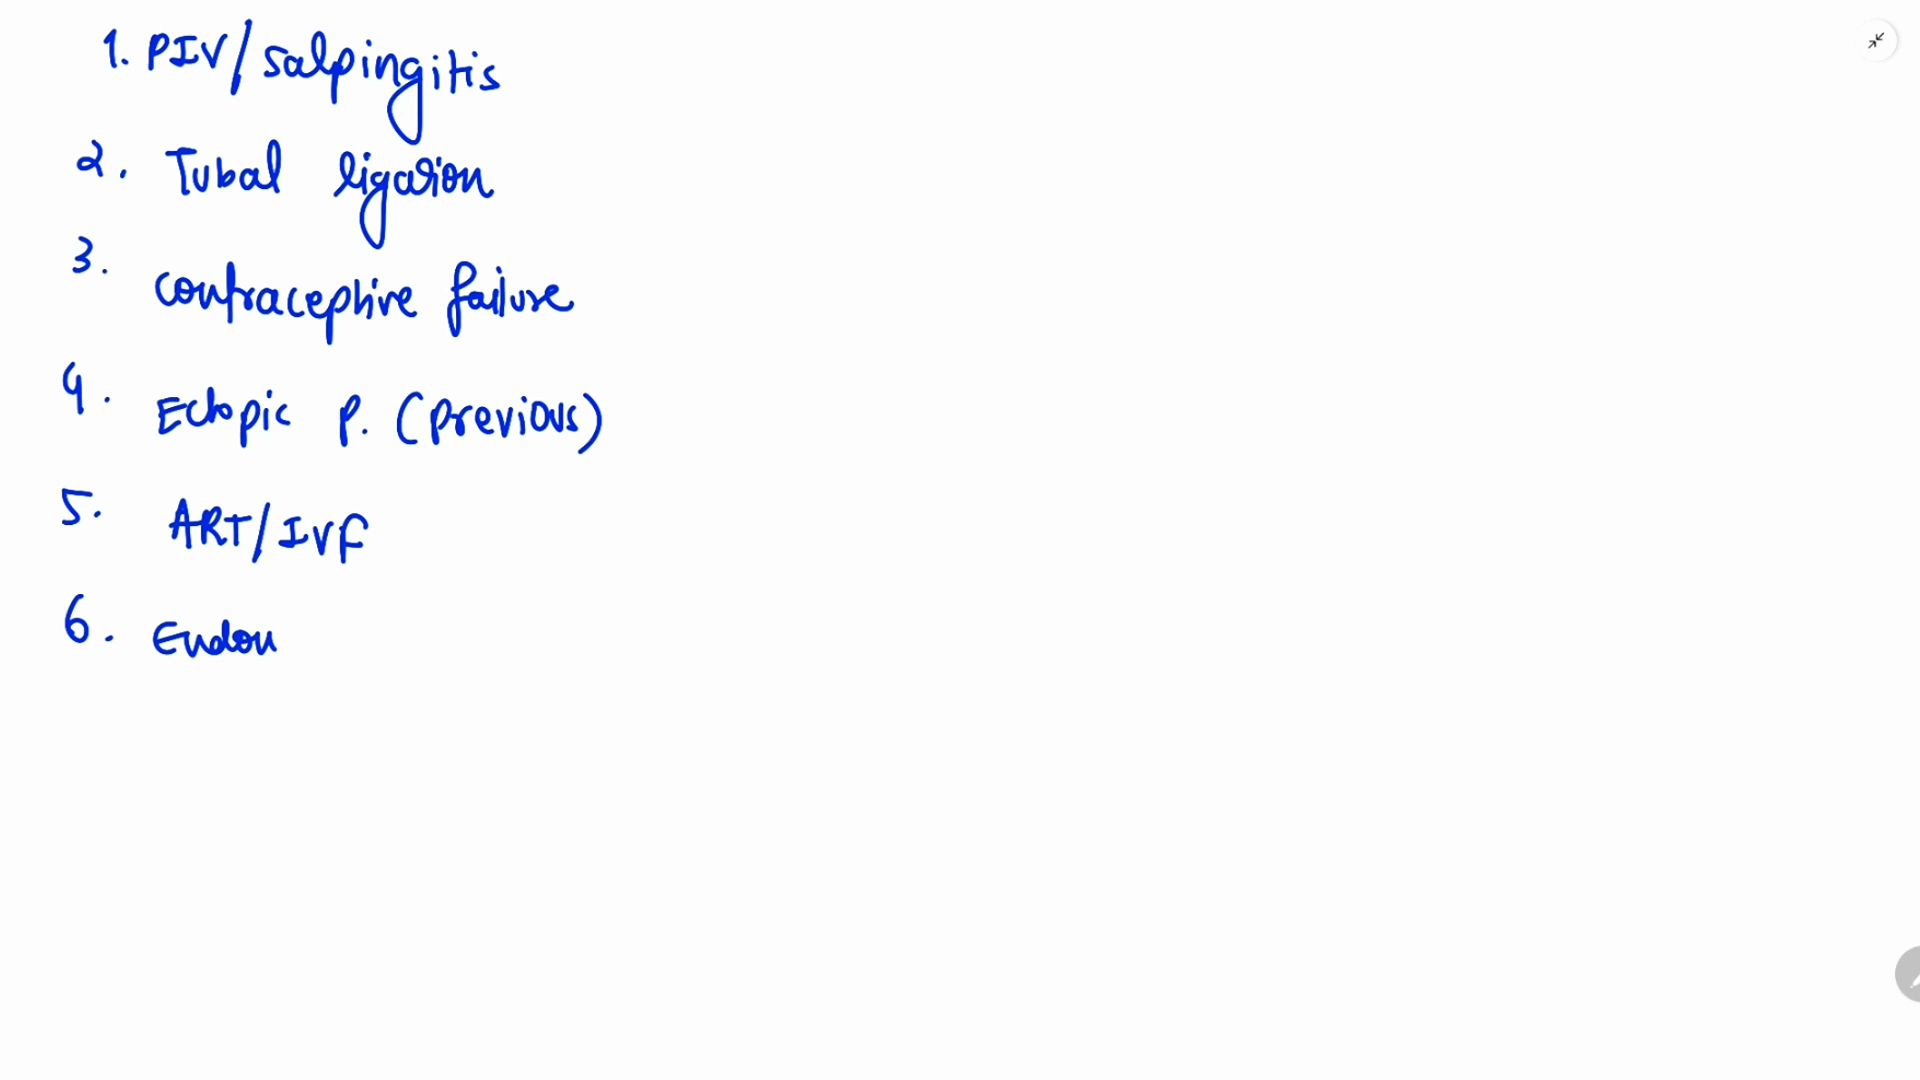 1. PIV/salpingitis
2. Tubal ligation
3. contraceptive failure
4. Ectopic P. (previous)
5. ART/IVF
6. Endom